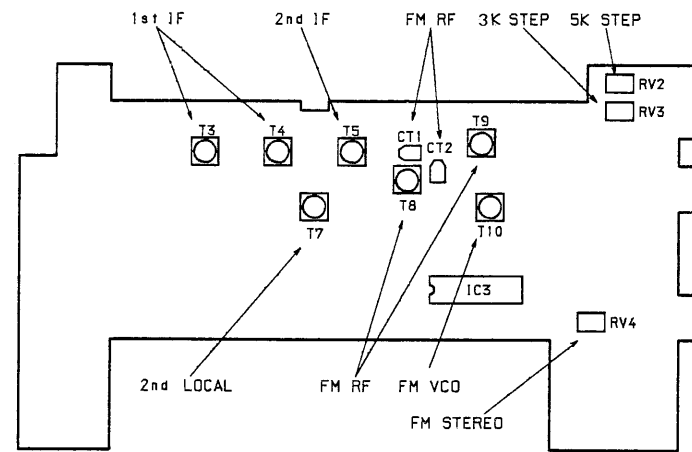 1st IF 2nd IF FM RF 3K STEP 5K STEP
RV2
RV3
T3 T4 T5 CT1 CT2 T9
T8
T7 T10
IC3
RV4
2nd LOCAL FM RF FM VCO
FM STEREO